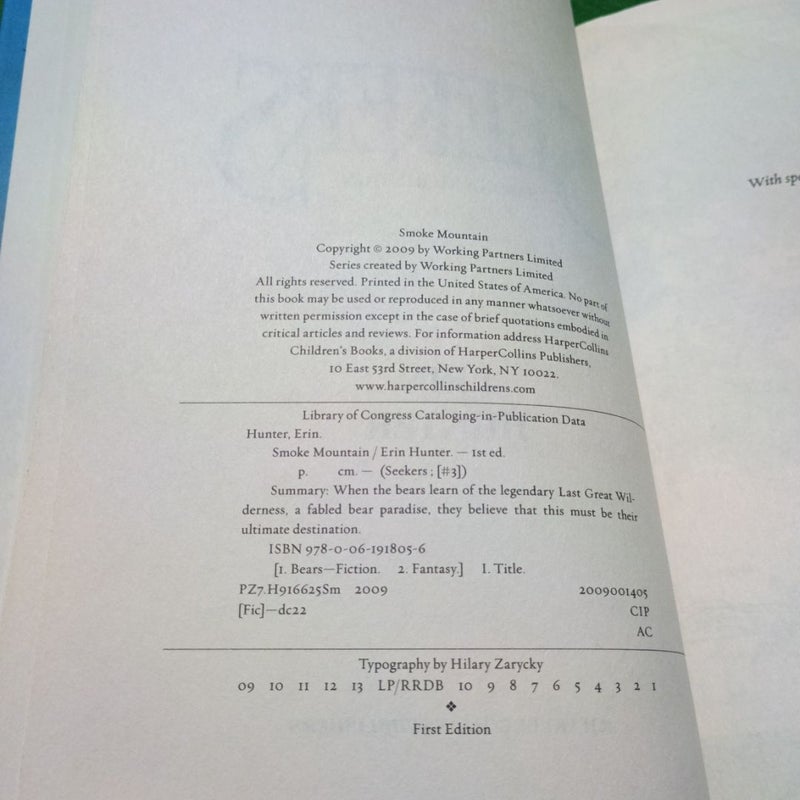 Smoke Mountain
Copyright © 2009 by Working Partners Limited
Series created by Working Partners Limited
All rights reserved. Printed in the United States of America. No part of
this book may be used or reproduced in any manner whatsoever without
written permission except in the case of brief quotations embodied in
critical articles and reviews. For information address HarperCollins
Children's Books, a division of HarperCollins Publishers,
10 East 53rd Street, New York, NY 10022.
www.harpercollinschildrens.com
Library of Congress Cataloging-in-Publication Data
Hunter, Erin.
Smoke Mountain / Erin Hunter. — 1st ed.
p. cm. — (Seekers ; [#3])
Summary: When the bears learn of the legendary Last Great Wil-
derness, a fabled bear paradise, they believe that this must be their
ultimate destination.
ISBN 978-0-06-191805-6
[1. Bears—Fiction. 2. Fantasy.] I. Title.
PZ7.H916625Sm 2009 2009001405
[Fic]—dc22 CIP
AC
Typography by Hilary Zarycky
09 10 11 12 13 LP/RRDB 10 9 8 7 6 5 4 3 2 1
❖
First Edition
With